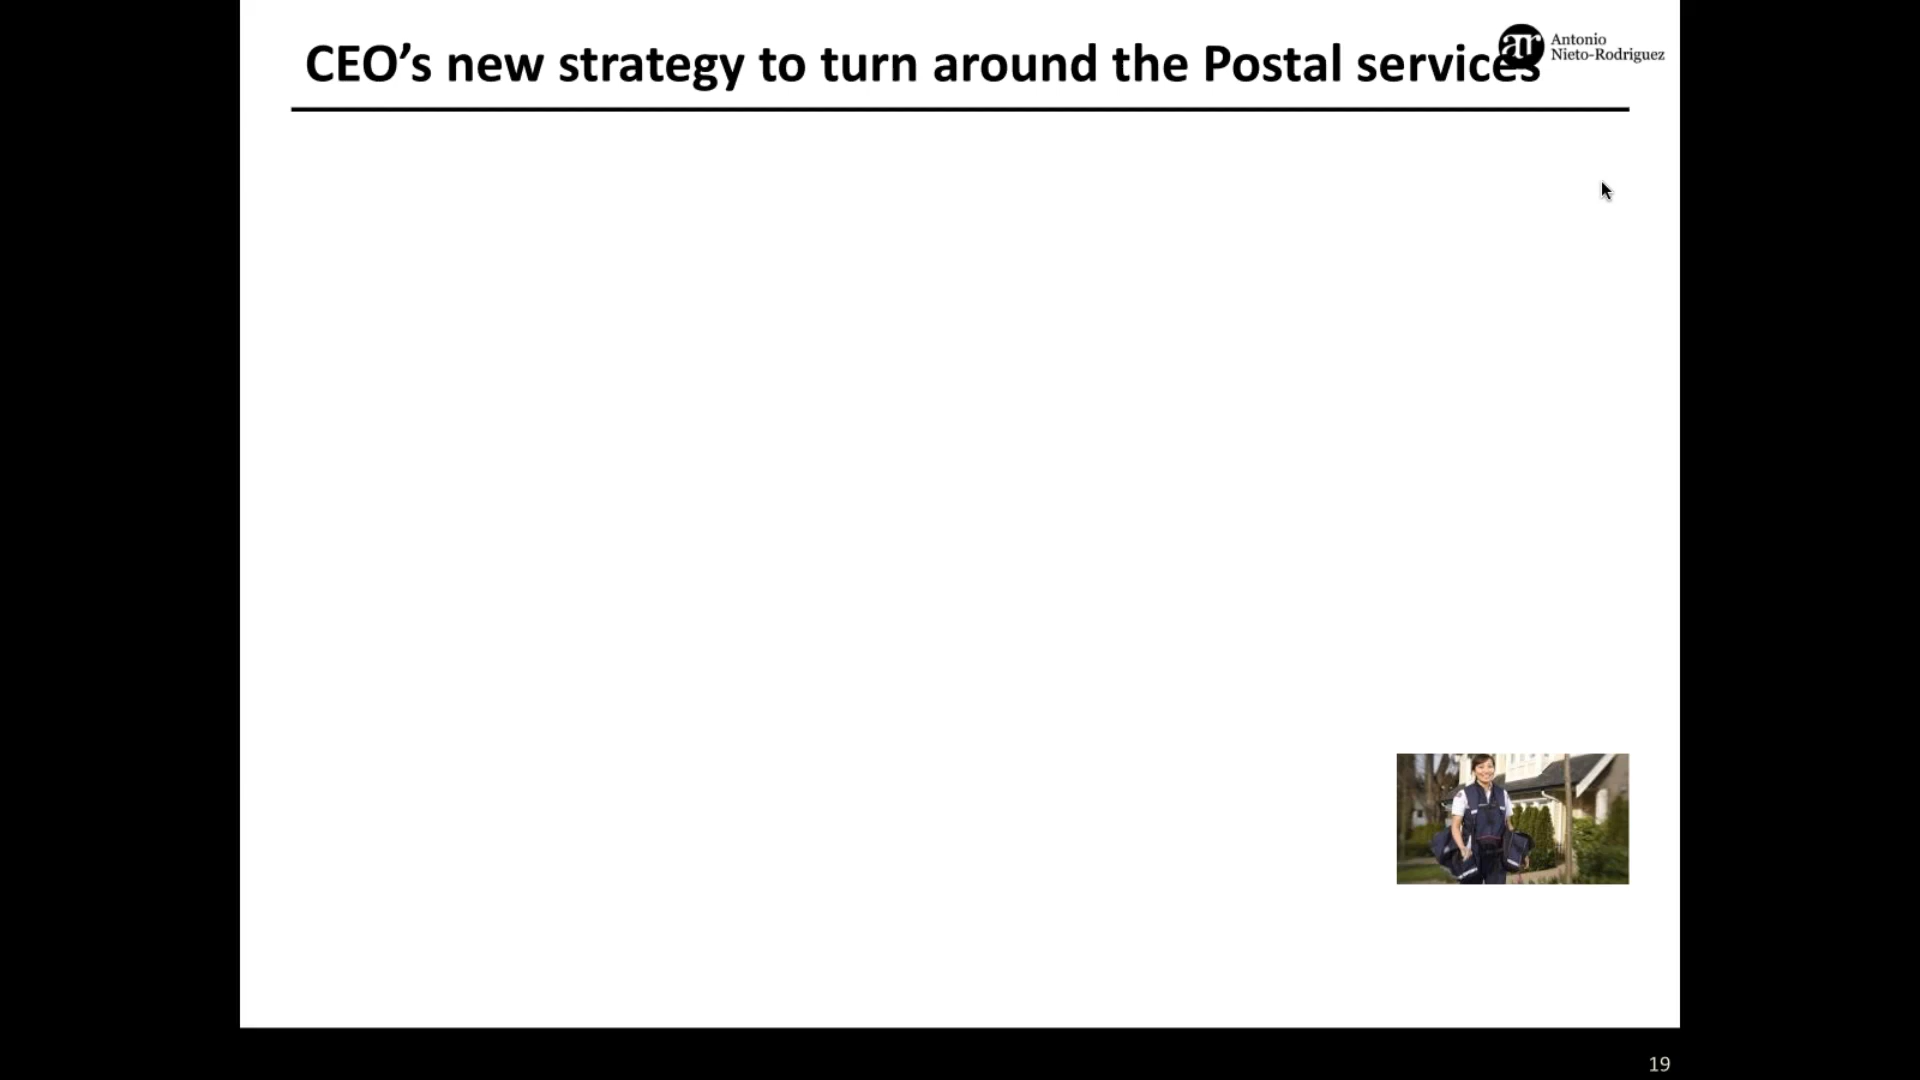 CEO’s new strategy to turn around the Postal services
Antonio
Nieto-Rodriguez
19